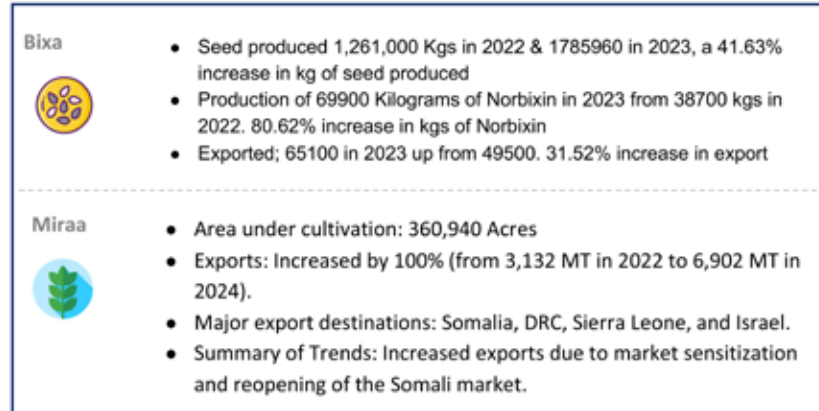 Bixa
● Seed produced 1,261,000 Kgs in 2022 & 1785960 in 2023, a 41.63%
increase in kg of seed produced
● Production of 69900 Kilograms of Norbixin in 2023 from 38700 kgs in
2022. 80.62% increase in kgs of Norbixin
● Exported; 65100 in 2023 up from 49500. 31.52% increase in export
Miraa
● Area under cultivation: 360,940 Acres
● Exports: Increased by 100% (from 3,132 MT in 2022 to 6,902 MT in
2024).
● Major export destinations: Somalia, DRC, Sierra Leone, and Israel.
● Summary of Trends: Increased exports due to market sensitization
and reopening of the Somali market.